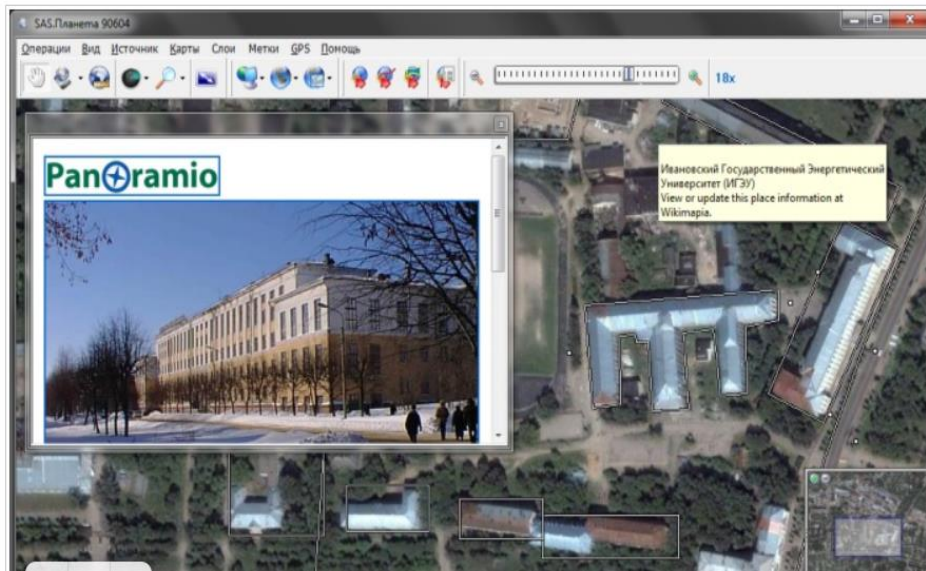 SAS.Планета 90604
Операции Вид Источник Карты Слои Метки GPS Помощь
18x
Panoramio
Ивановский Государственный Энергетический
Университет (ИГЭУ)
View or update this place information at
Wikimapia.